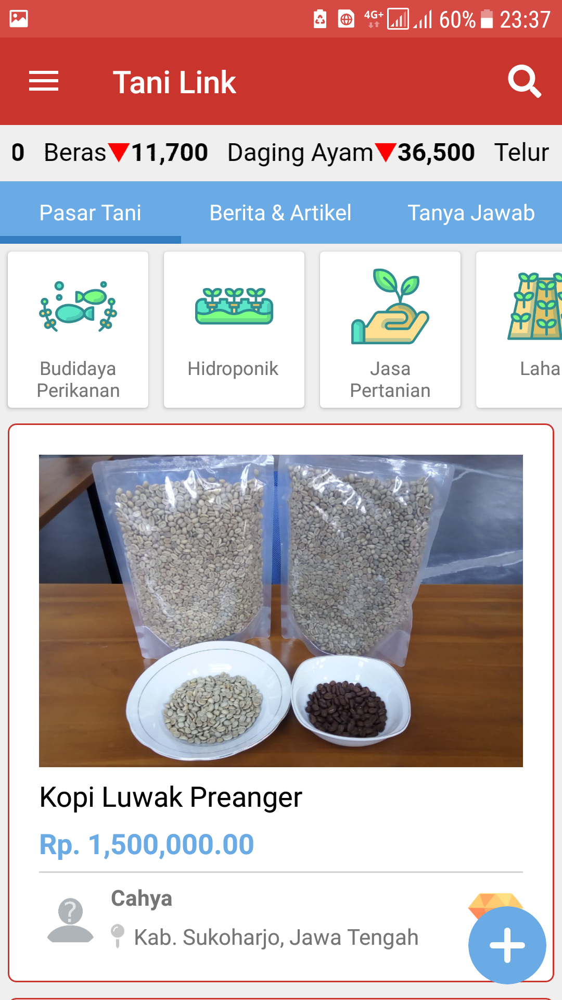 4G+ 60% 23:37
Tani Link
0 Beras 11,700 Daging Ayam 36,500 Telur
Pasar Tani Berita & Artikel Tanya Jawab
Budidaya
Perikanan
Hidroponik
Jasa
Pertanian
Laha
Kopi Luwak Preanger
Rp. 1,500,000.00
Cahya
Kab. Sukoharjo, Jawa Tengah